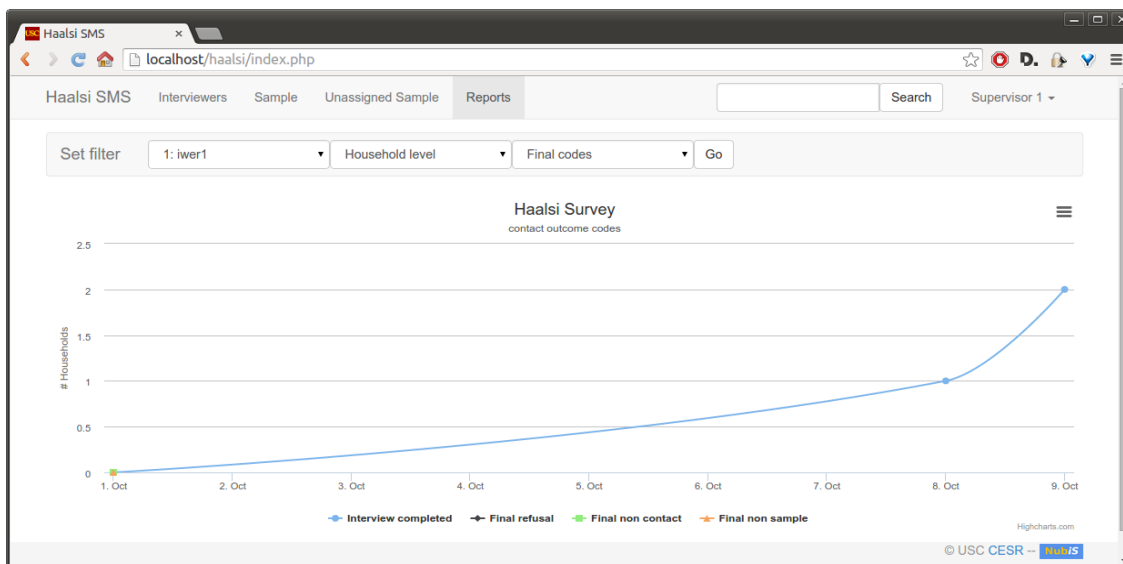 USC Haalsi SMS
localhost/haalsi/index.php
D.
Haalsi SMS Interviewers Sample Unassigned Sample Reports Search Supervisor 1
Set filter 1: iwer1 Household level Final codes Go
Haalsi Survey
contact outcome codes
2.5
2
1.5
1
0.5
0
# Households
1. Oct 2. Oct 3. Oct 4. Oct 5. Oct 6. Oct 7. Oct 8. Oct 9. Oct
Interview completed Final refusal Final non contact Final non sample
Highcharts.com
© USC CESR -- NubiS